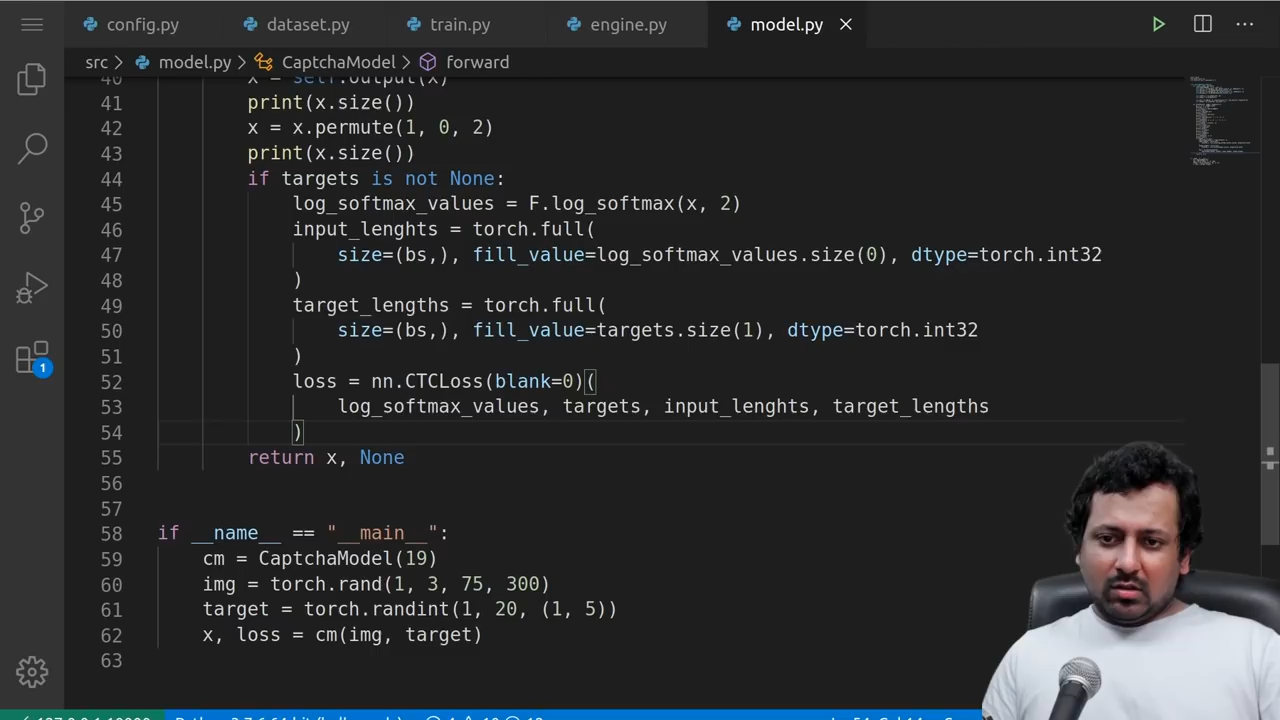 config.py dataset.py train.py engine.py model.py
src > model.py > CaptchaModel > Forward
40 x = self.output(x)
41 print(x.size())
42 x = x.permute(1, 0, 2)
43 print(x.size())
44 if targets is not None:
45 log_softmax_values = F.log_softmax(x, 2)
46 input_lenghts = torch.full(
47 size=(bs,), fill_value=log_softmax_values.size(0), dtype=torch.int32
48 )
49 target_lengths = torch.full(
50 size=(bs,), fill_value=targets.size(1), dtype=torch.int32
51 )
52 loss = nn.CTCLoss(blank=0)(
53 log_softmax_values, targets, input_lenghts, target_lengths
54 )
55 return x, None
56
57
58 if __name__ == "__main__":
59 cm = CaptchaModel(19)
60 img = torch.rand(1, 3, 75, 300)
61 target = torch.randint(1, 20, (1, 5))
62 x, loss = cm(img, target)
63
1